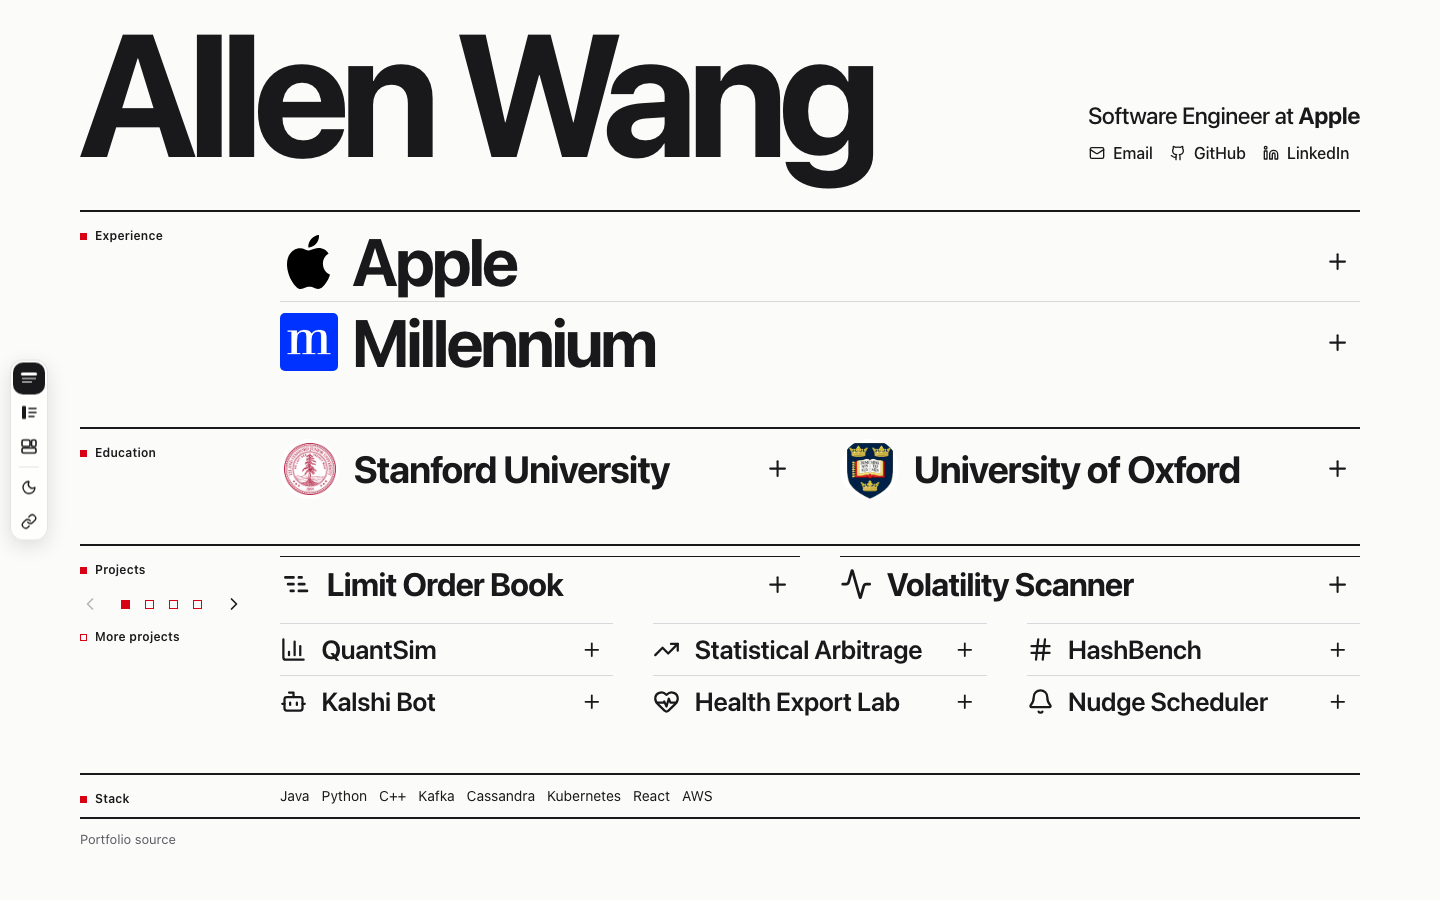 Allen Wang
Software Engineer at Apple
Email GitHub LinkedIn
Experience
Apple
m Millennium
Education
Stanford University
University of Oxford
Projects
Limit Order Book
Volatility Scanner
More projects
QuantSim
Statistical Arbitrage
HashBench
Kalshi Bot
Health Export Lab
Nudge Scheduler
Stack
Java Python C++ Kafka Cassandra Kubernetes React AWS
Portfolio source